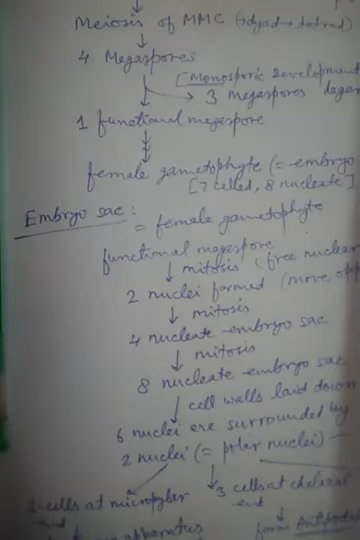 ↓
Meiosis of MMC (→dyad→ tetrad)
↓
4 Megaspores
[Monosporic Development
↓ → 3 megaspores degen
1 functional megaspore
↓
female gametophyte (= embryo
[7 celled, 8 nucleate]
Embryo sac :
= female gametophyte
functional megaspore
↓ mitosis (free nuclear
2 nuclei formed (move opp
↓ mitosis
4 nucleate embryo sac
↓ mitosis
8 nucleate embryo sac
↓ cell walls laid down
6 nuclei are surrounded by
2 nuclei (= polar nuclei) —
3 cells at micropylar end
3 cells at chalazal end
↓ apparatus
↓
form Antipodal